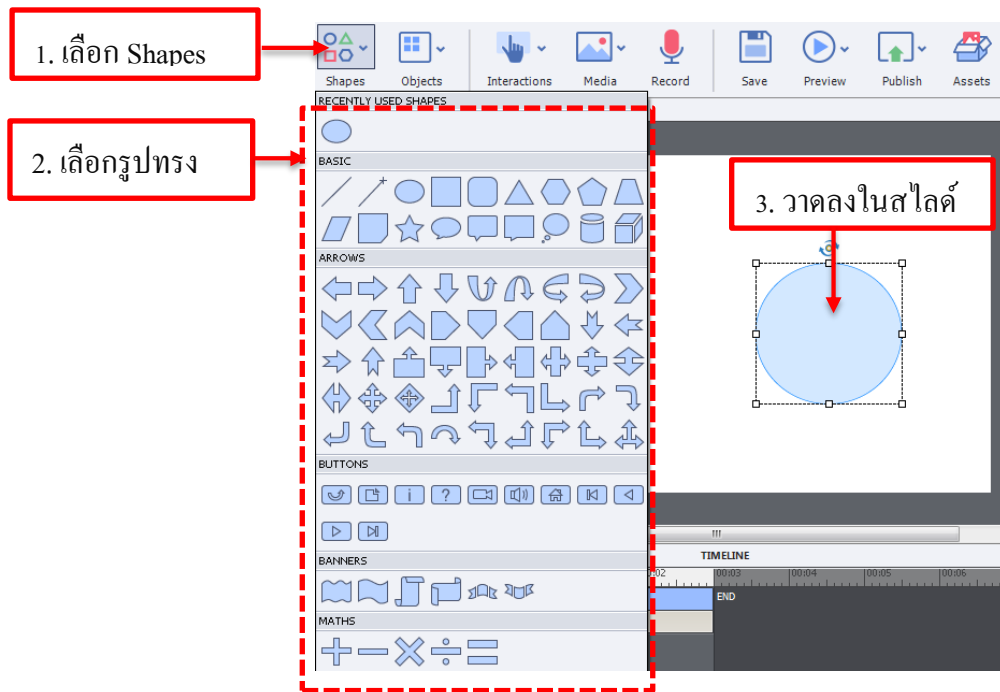 1. เลือก Shapes
Shapes Objects Interactions Media Record Save Preview Publish Assets
RECENTLY USED SHAPES
2. เลือกรูปทรง
BASIC
3. วาดลงในสไลด์
ARROWS
BUTTONS
BANNERS
TIMELINE
0:02 00:03 00:04 00:05 00:06
END
MATHS